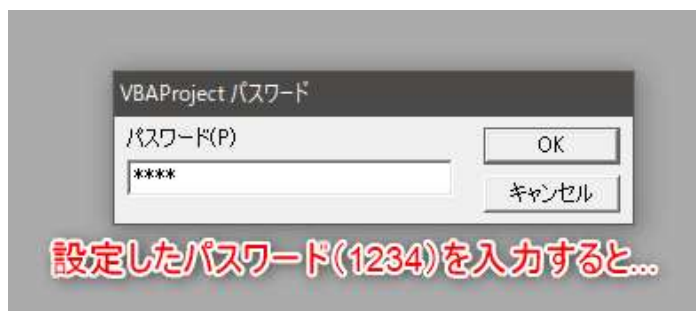 VBAProject パスワード
パスワード(P)
OK
****
キャンセル
設定したパスワード(1234)を入力すると...